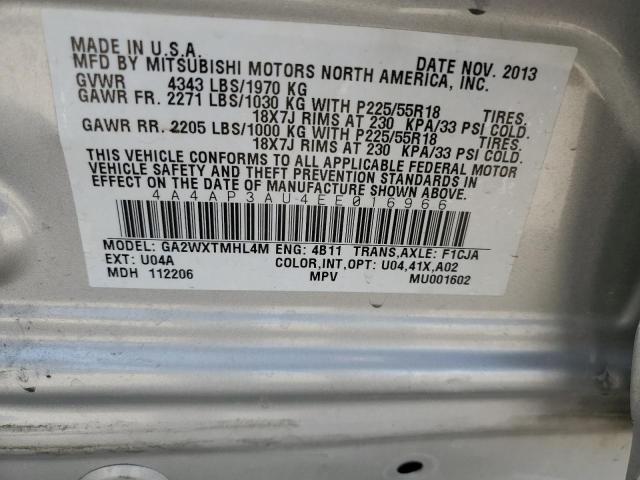 MADE IN U.S.A. DATE NOV. 2013
MFD BY MITSUBISHI MOTORS NORTH AMERICA, INC.
GVWR 4343 LBS/1970 KG
GAWR FR. 2271 LBS/1030 KG WITH P225/55R18 TIRES.
18X7J RIMS AT 230 KPA/33 PSI COLD.
GAWR RR. 2205 LBS/1000 KG WITH P225/55R18 TIRES.
18X7J RIMS AT 230 KPA/33 PSI COLD.
THIS VEHICLE CONFORMS TO ALL APPLICABLE FEDERAL MOTOR
VEHICLE SAFETY AND THEFT PREVENTION STANDARDS IN
EFFECT ON THE DATE OF MANUFACTURE SHOWN ABOVE.
4A4AP3AU4EE016966
MODEL: GA2WXTMHL4M ENG: 4B11 TRANS,AXLE: F1CJA
EXT: U04A COLOR,INT,OPT: U04,41X,A02
MDH 112206 MPV MU001602